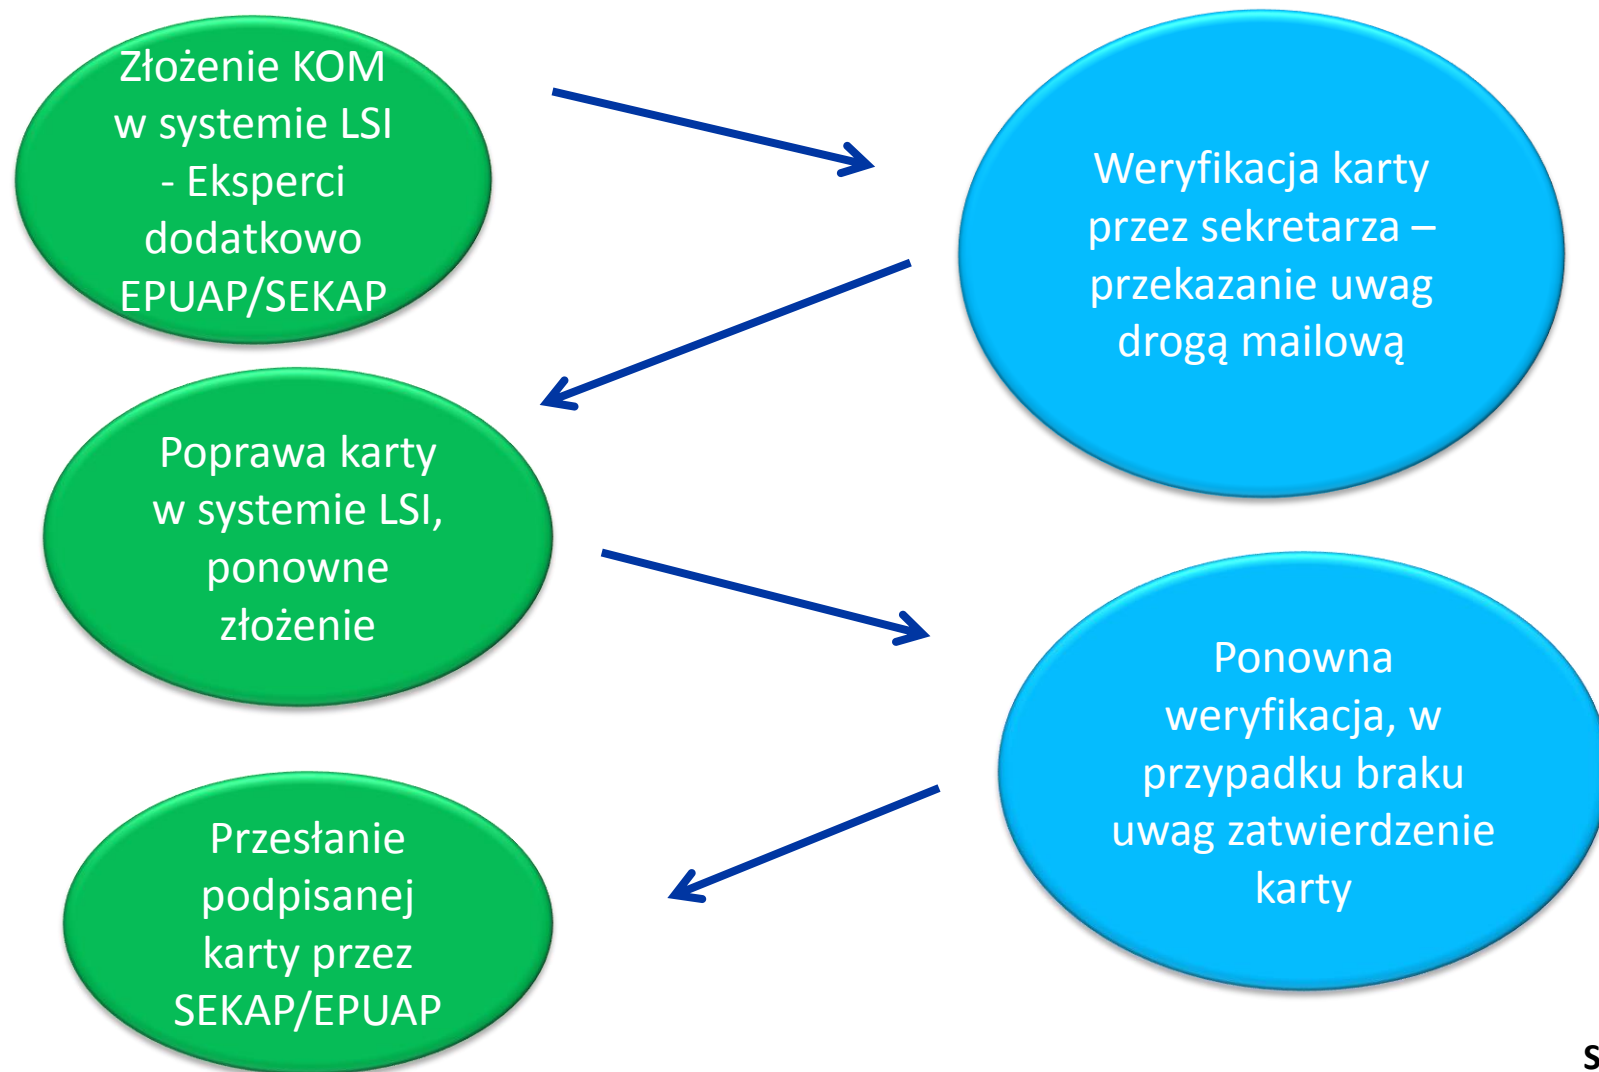 Złożenie KOM
w systemie LSI
- Eksperci
dodatkowo
EPUAP/SEKAP
Weryfikacja karty
przez sekretarza –
przekazanie uwag
drogą mailową
Poprawa karty
w systemie LSI,
ponowne
złożenie
Ponowna
weryfikacja, w
przypadku braku
uwag zatwierdzenie
karty
Przesłanie
podpisanej
karty przez
SEKAP/EPUAP
S